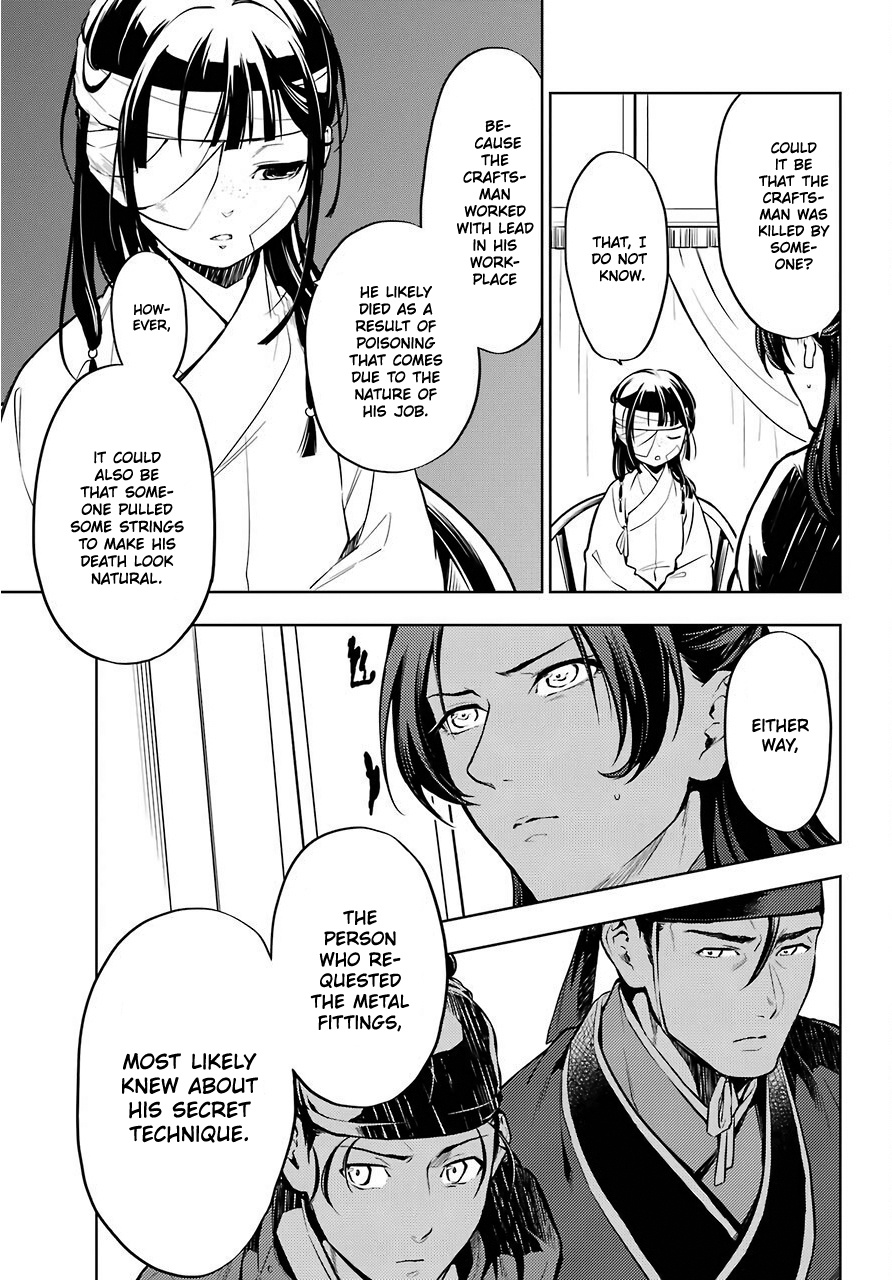 COULD
IT BE
THAT THE
CRAFTS-
MAN WAS
KILLED BY
SOME-
ONE?
THAT, I
DO NOT
KNOW.
BE-
CAUSE
THE
CRAFTS-
MAN
WORKED
WITH LEAD
IN HIS
WORK-
PLACE
HE LIKELY
DIED AS A
RESULT OF
POISONING
THAT COMES
DUE TO THE
NATURE OF
HIS JOB.
HOW-
EVER,
IT COULD
ALSO BE
THAT SOME-
ONE PULLED
SOME STRINGS
TO MAKE HIS
DEATH LOOK
NATURAL.
EITHER
WAY,
THE
PERSON
WHO RE-
QUESTED
THE METAL
FITTINGS,
MOST LIKELY
KNEW ABOUT
HIS SECRET
TECHNIQUE.